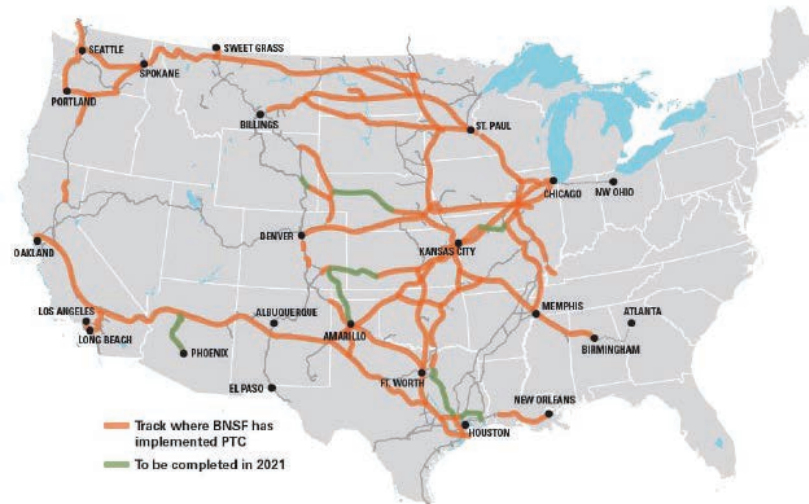 SEATTLE
SWEET GRASS
SPOKANE
PORTLAND
BILLINGS
ST. PAUL
CHICAGO
NW OHIO
DENVER
KANSAS CITY
OAKLAND
LOS ANGELES
LONG BEACH
ALBUQUERQUE
AMARILLO
MEMPHIS
ATLANTA
BIRMINGHAM
PHOENIX
EL PASO
FT. WORTH
NEW ORLEANS
HOUSTON
Track where BNSF has
implemented PTC
To be completed in 2021